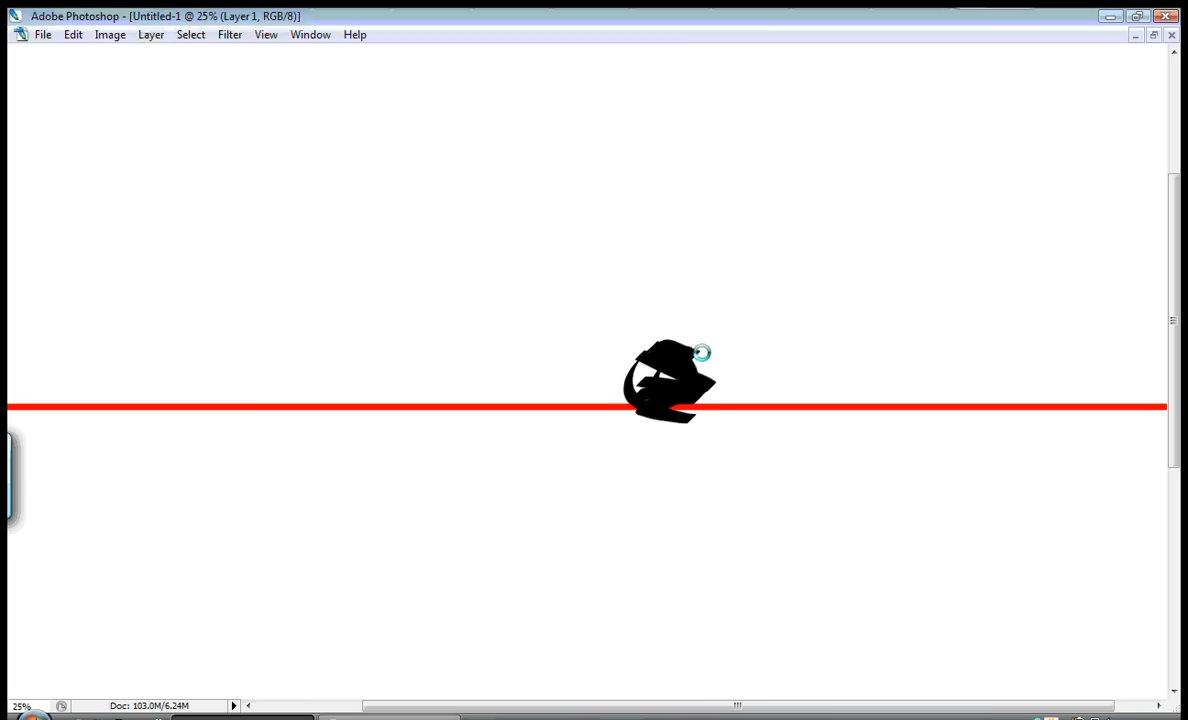 Adobe Photoshop - [Untitled-1 @ 25% (Layer 1, RGB/8)]
File Edit Image Layer Select Filter View Window Help
25% Doc: 103.0M/6.24M